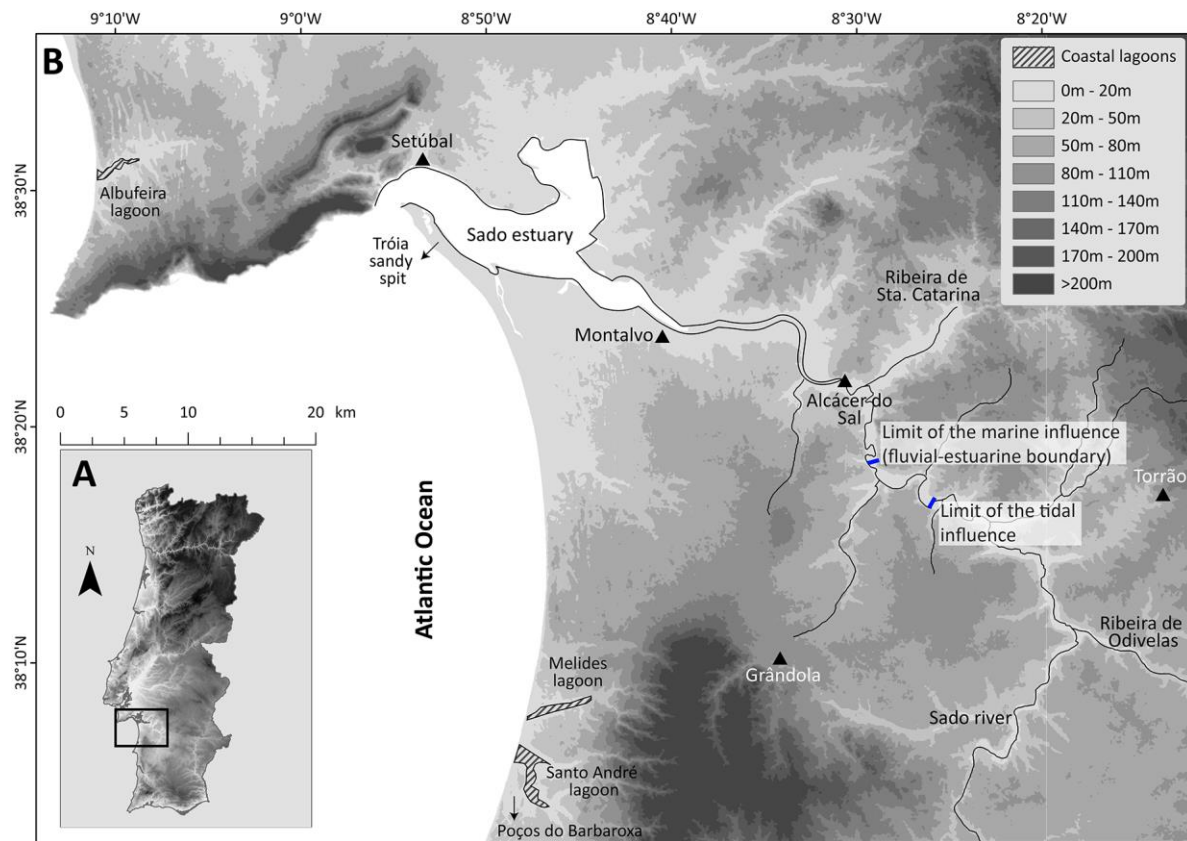 9°10'W 9°0'W 8°50'W 8°40'W 8°30'W 8°20'W
B
Coastal lagoons
0m - 20m
20m - 50m
50m - 80m
80m - 110m
110m - 140m
140m - 170m
170m - 200m
>200m
38°30'N
38°20'N
38°10'N
Setúbal
Albufeira
lagoon
Sado estuary
Tróia
sandy
spit
Ribeira de
Sta. Catarina
Montalvo
Alcácer do
Sal
Limit of the marine influence
(fluvial-estuarine boundary)
Torrão
Limit of the tidal
influence
0 5 10 20 km
A
N
Atlantic Ocean
Ribeira de
Odivelas
Melides
lagoon
Grândola
Sado river
Santo André
lagoon
Poços do Barbaroxa